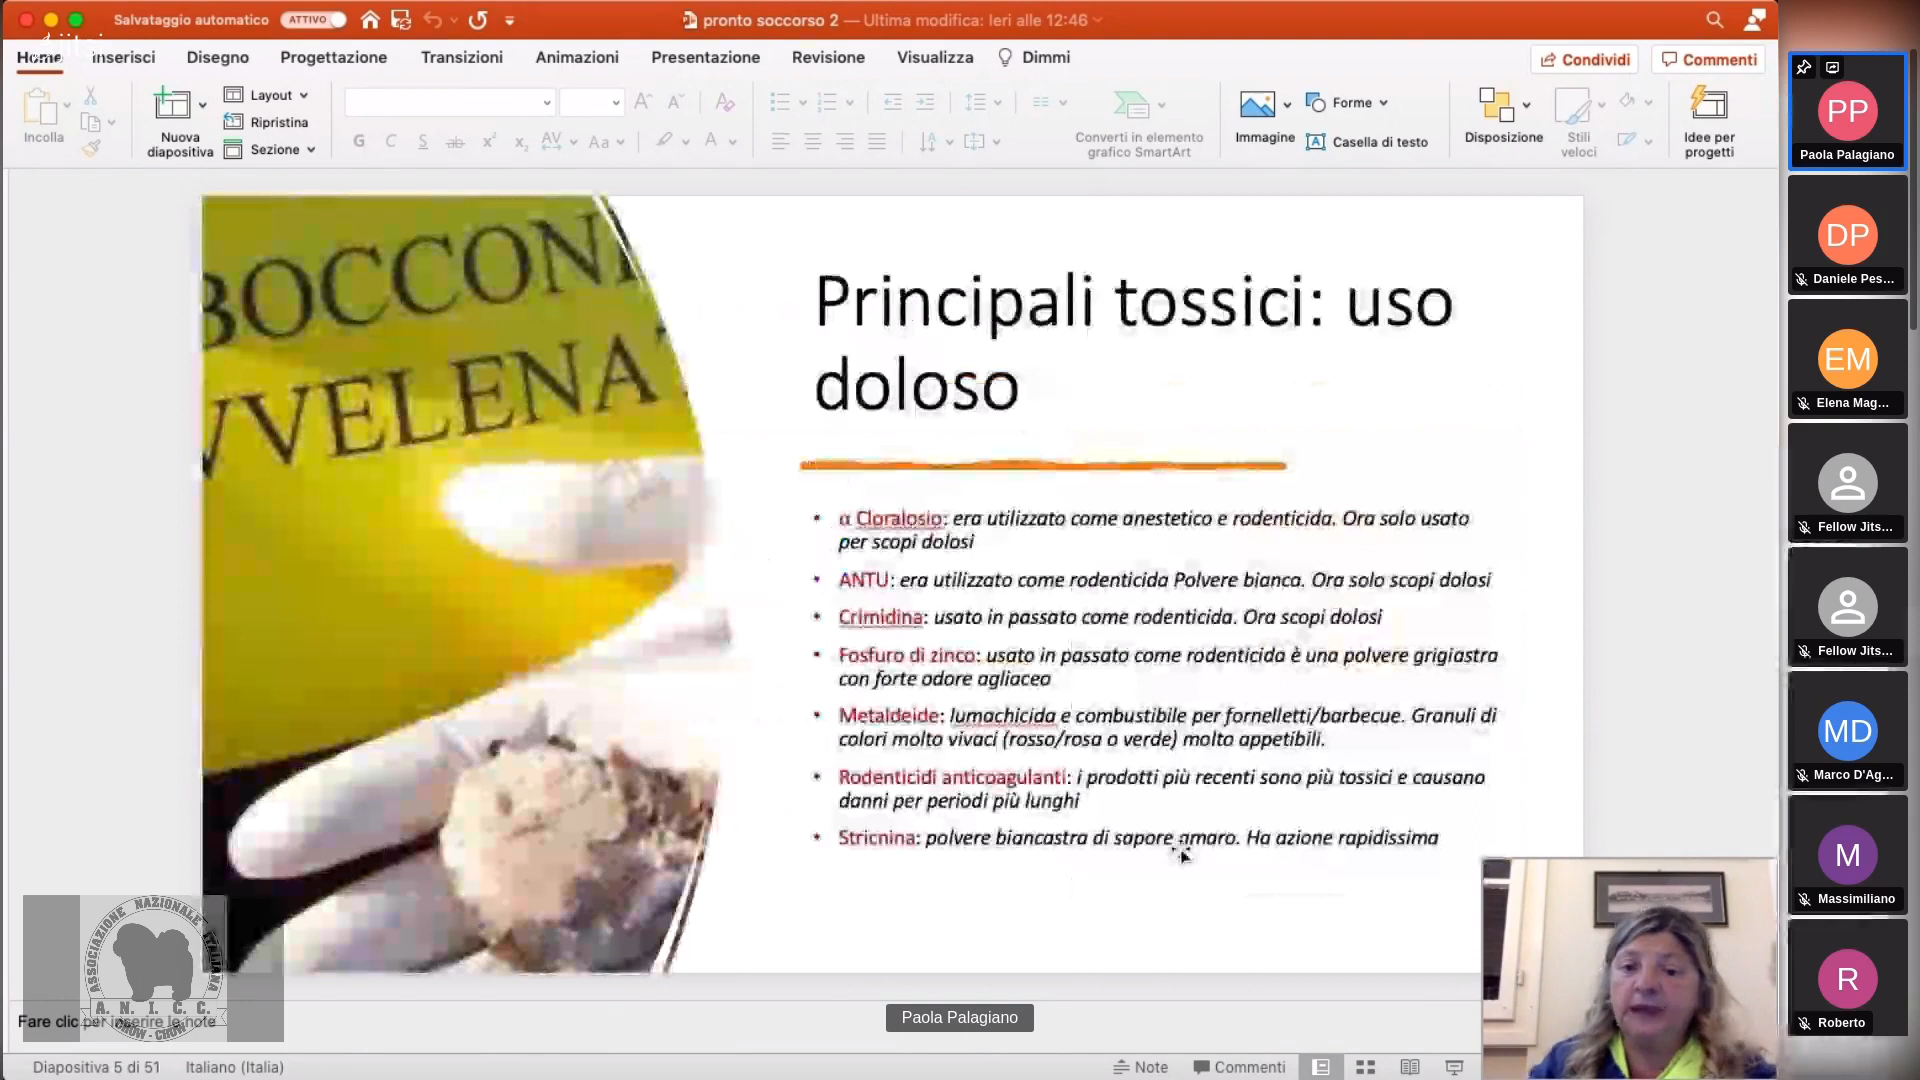 Salvataggio automatico
ATTIVO
pronto soccorso 2 — Ultima modifica: Ieri alle 12:46
Home
Inserisci
Disegno
Progettazione
Transizioni
Animazioni
Presentazione
Revisione
Visualizza
Dimmi
Condividi
Commenti
Incolla
Nuova
diapositiva
Layout
Ripristina
Sezione
G C S ab x² x₂ AV Aa A
Converti in elemento
grafico SmartArt
Immagine
Forme
Casella di testo
Disposizione
Stili
veloci
Idee per
progetti
BOCCONI
VVELENA
Principali tossici: uso
doloso
• α Cloralosio: era utilizzato come anestetico e rodenticida. Ora solo usato
per scopi dolosi
• ANTU: era utilizzato come rodenticida Polvere bianca. Ora solo scopi dolosi
• Crimidina: usato in passato come rodenticida. Ora scopi dolosi
• Fosfuro di zinco: usato in passato come rodenticida è una polvere grigiastra
con forte odore agliaceo
• Metaldeide: lumachicida e combustibile per fornelletti/barbecue. Granuli di
colori molto vivaci (rosso/rosa o verde) molto appetibili.
• Rodenticidi anticoagulanti: i prodotti più recenti sono più tossici e causano
danni per periodi più lunghi
• Stricnina: polvere biancastra di sapore amaro. Ha azione rapidissima
ASSOCIAZIONE NAZIONALE ITALIANA
A. N. I. C. C.
CHOW - CHOW
Fare clic per inserire le note
Paola Palagiano
Diapositiva 5 di 51
Italiano (Italia)
Note
Commenti
PP
Paola Palagiano
DP
Daniele Pes...
EM
Elena Mag...
Fellow Jits...
Fellow Jits...
MD
Marco D'Ag...
M
Massimiliano
R
Roberto